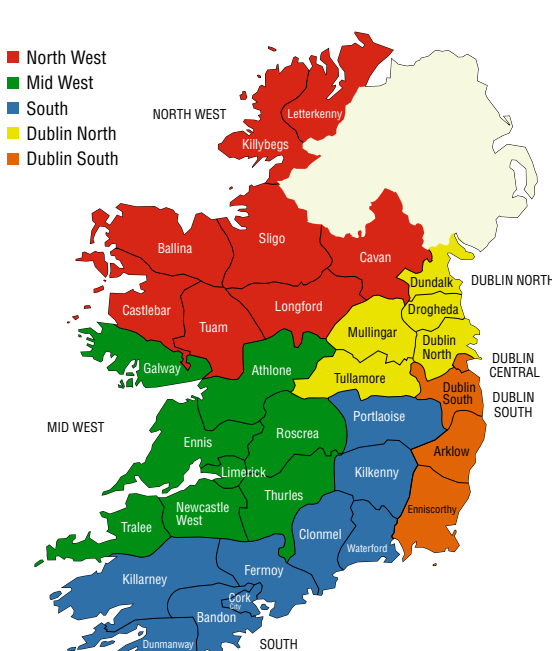 North West
Mid West
South
Dublin North
Dublin South
NORTH WEST
Letterkenny
Killybegs
Sligo
Ballina
Cavan
Dundalk
DUBLIN NORTH
Castlebar
Longford
Drogheda
Tuam
Mullingar
Dublin
North
DUBLIN
CENTRAL
Galway
Athlone
Tullamore
Dublin
South
DUBLIN
SOUTH
Portlaoise
MID WEST
Ennis
Roscrea
Arklow
Limerick
Kilkenny
Thurles
Newcastle
West
Enniscorthy
Tralee
Clonmel
Waterford
Killarney
Fermoy
Cork
City
Bandon
Dunmanway
SOUTH